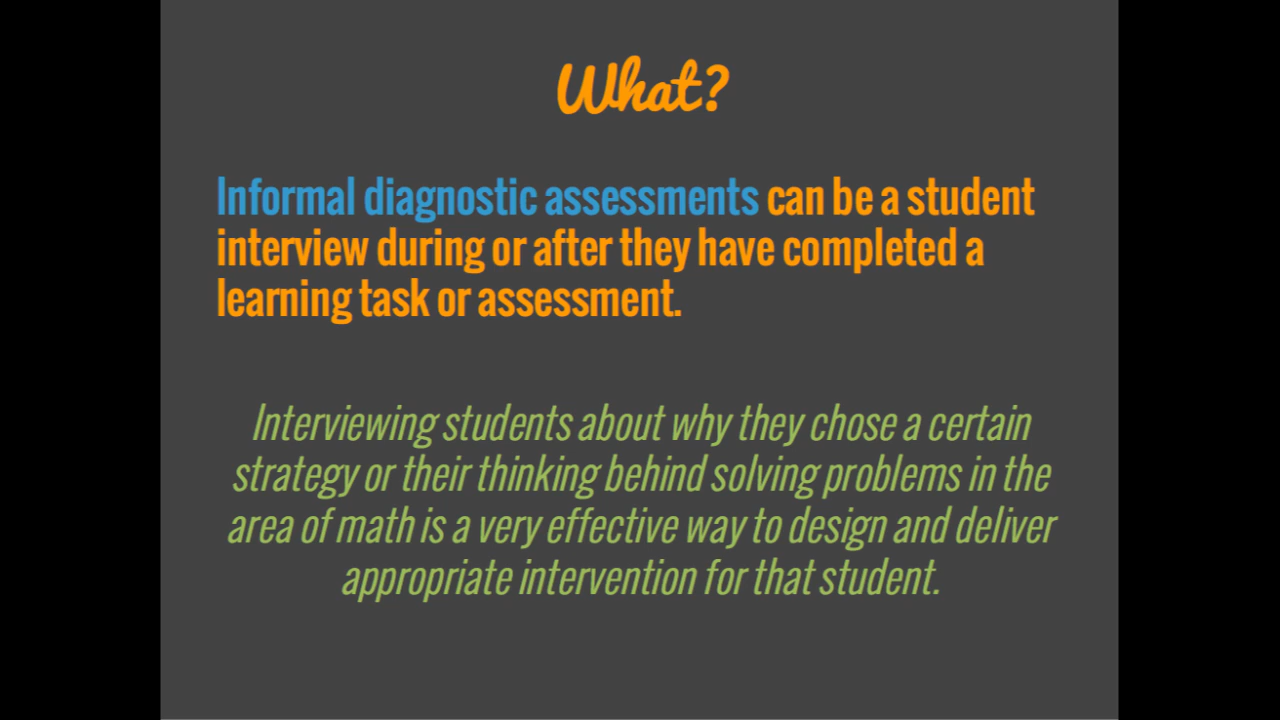 What?
Informal diagnostic assessments can be a student
interview during or after they have completed a
learning task or assessment.
Interviewing students about why they chose a certain
strategy or their thinking behind solving problems in the
area of math is a very effective way to design and deliver
appropriate intervention for that student.